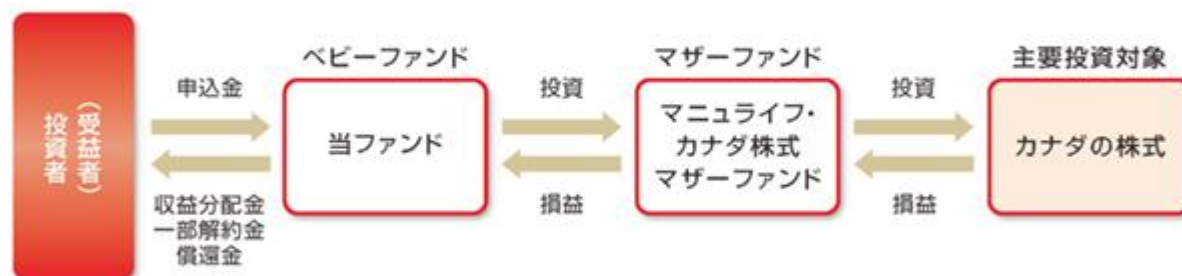 投資者
(受益者)
申込金
収益分配金
一部解約金
償還金
ベビーファンド
当ファンド
投資
損益
マザーファンド
マニュライフ・
カナダ株式
マザーファンド
投資
損益
主要投資対象
カナダの株式